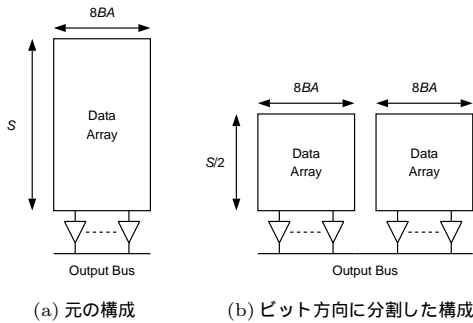 8BA
S
Data
Array
Output Bus
(a) 元の構成
8BA
8BA
S/2
Data
Array
Data
Array
Output Bus
(b) ビット方向に分割した構成